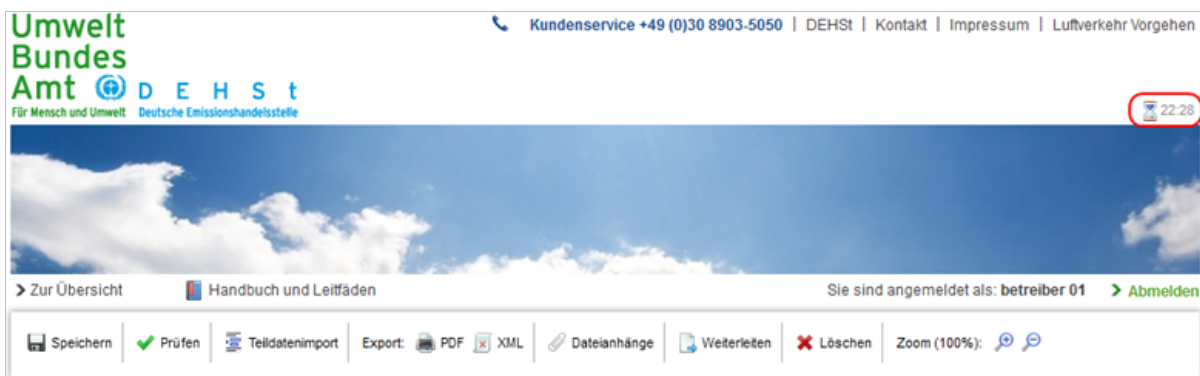 Umwelt
Bundes
Amt
Für Mensch und Umwelt
D E H S t
Deutsche Emissionshandelsstelle
Kundenservice +49 (0)30 8903-5050 | DEHSt | Kontakt | Impressum | Luftverkehr Vorgehen
22:28
Zur Übersicht Handbuch und Leitfäden Sie sind angemeldet als: betreiber 01 Abmelden
Speichern Prüfen Teildatenimport Export: PDF XML Dateianhänge Weiterleiten Löschen Zoom (100%):